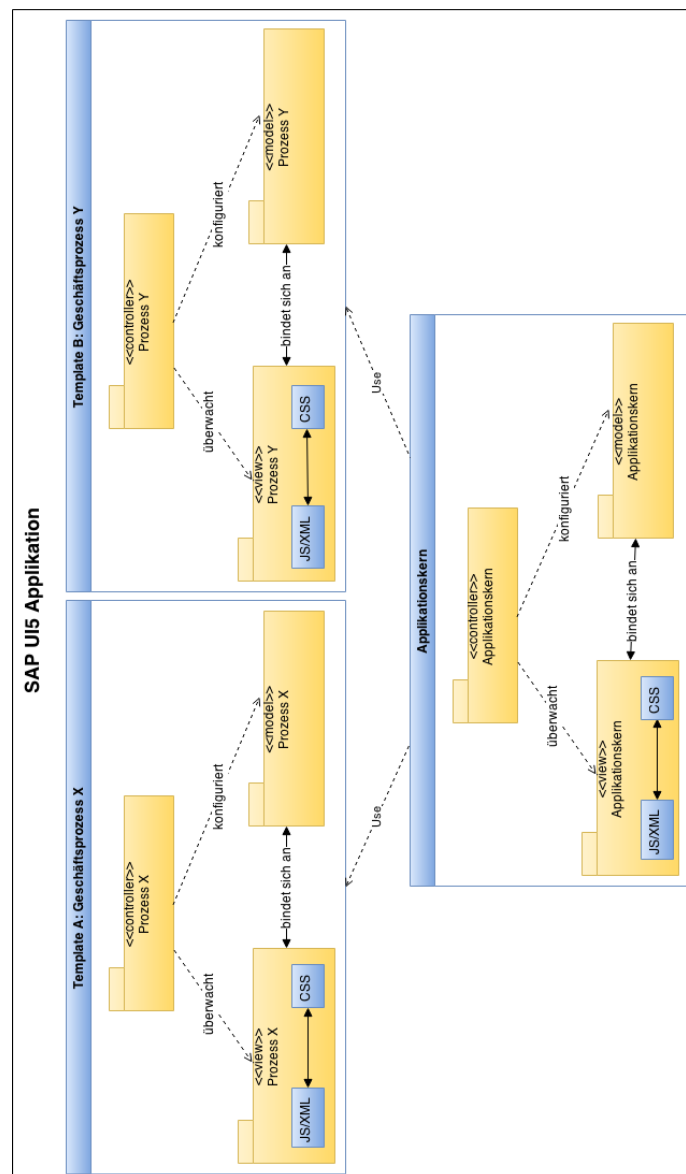 SAP UI5 Applikation
Template A: Geschäftsprozess X
<<controller>>
Prozess X
überwacht
konfiguriert
<<view>>
Prozess X
JS/XML
CSS
bindet sich an
<<model>>
Prozess X
Template B: Geschäftsprozess Y
<<controller>>
Prozess Y
überwacht
konfiguriert
<<view>>
Prozess Y
JS/XML
CSS
bindet sich an
<<model>>
Prozess Y
Use
Use
Applikationskern
<<controller>>
Applikationskern
überwacht
konfiguriert
<<view>>
Applikationskern
JS/XML
CSS
bindet sich an
<<model>>
Applikationskern